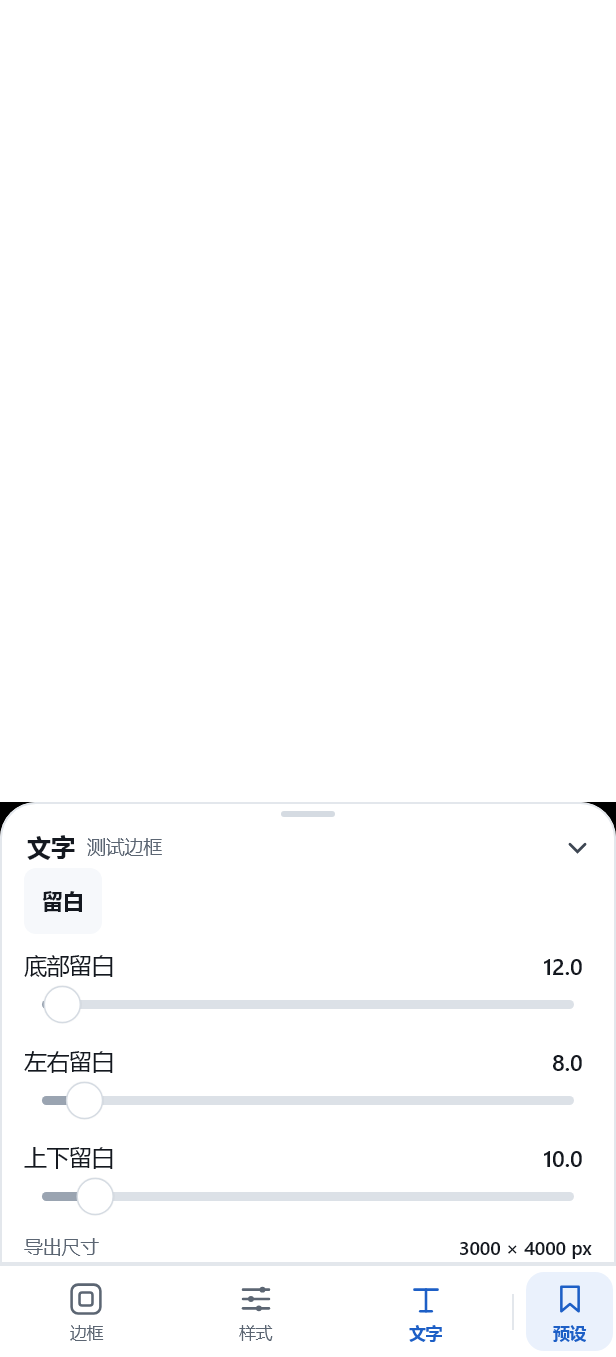 文字 测试边框
留白
底部留白 12.0
左右留白 8.0
上下留白 10.0
导出尺寸 3000 × 4000 px
边框 样式 文字 预设